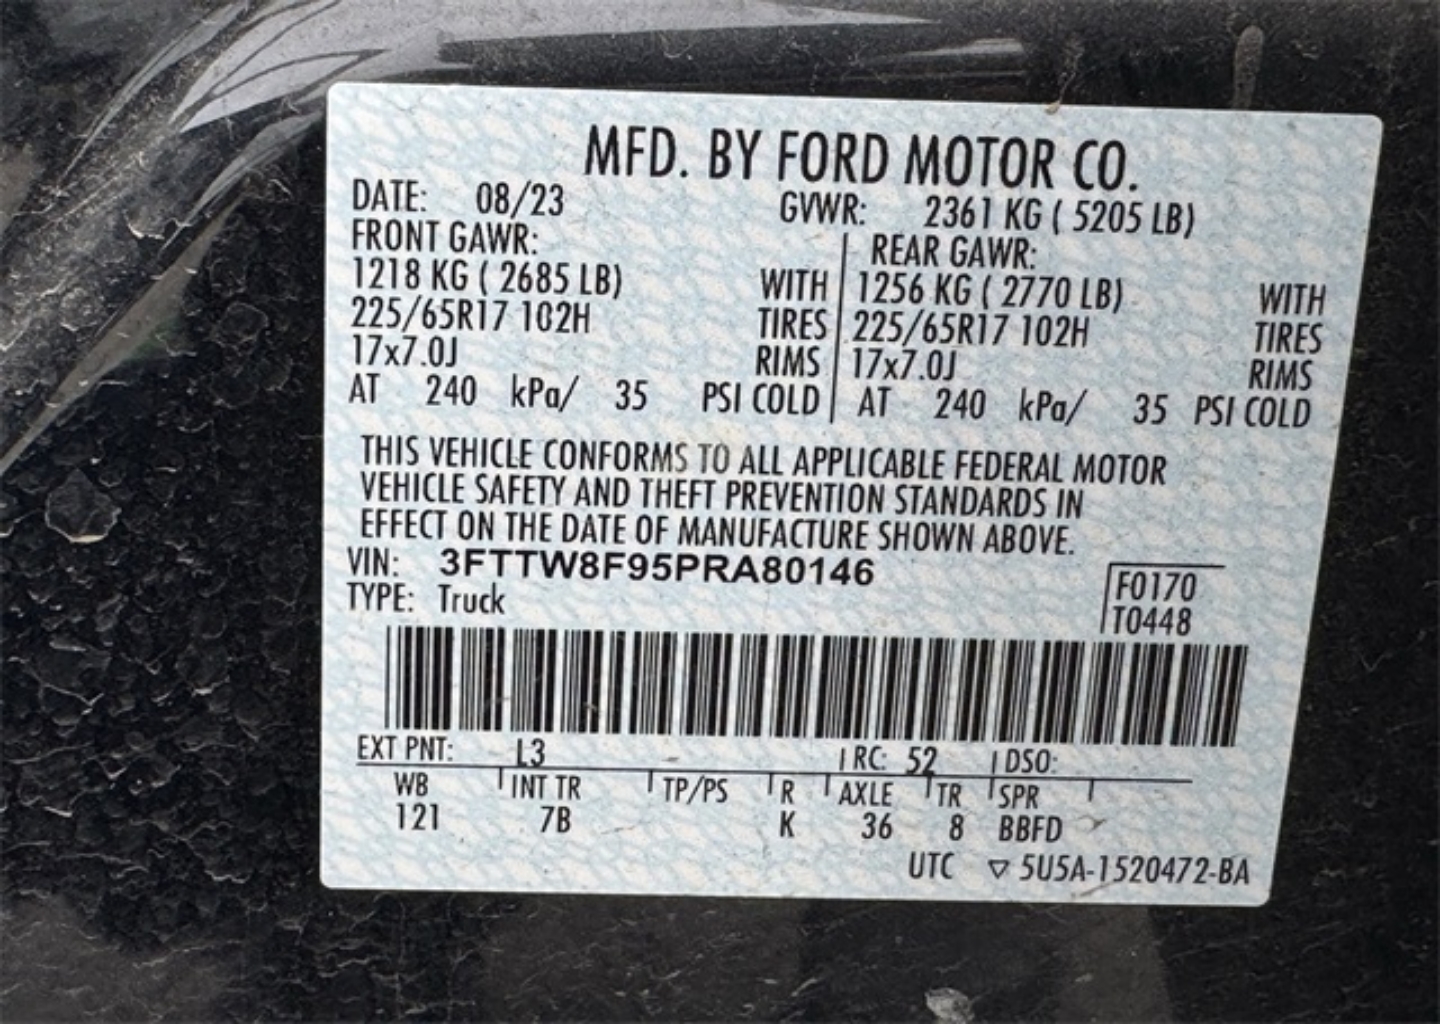 MFD. BY FORD MOTOR CO.
DATE: 08/23 GVWR: 2361 KG ( 5205 LB)
FRONT GAWR: REAR GAWR:
1218 KG ( 2685 LB) WITH 1256 KG ( 2770 LB) WITH
225/65R17 102H TIRES 225/65R17 102H TIRES
17x7.0J RIMS 17x7.0J RIMS
AT 240 kPa/ 35 PSI COLD AT 240 kPa/ 35 PSI COLD
THIS VEHICLE CONFORMS TO ALL APPLICABLE FEDERAL MOTOR
VEHICLE SAFETY AND THEFT PREVENTION STANDARDS IN
EFFECT ON THE DATE OF MANUFACTURE SHOWN ABOVE.
VIN: 3FTTW8F95PRA80146
TYPE: Truck
F0170
T0448
EXT PNT: L3 RC: 52 DSO:
WB INT TR TP/PS R AXLE TR SPR
121 7B K 36 8 BBFD
UTC ▽ 5U5A-1520472-BA